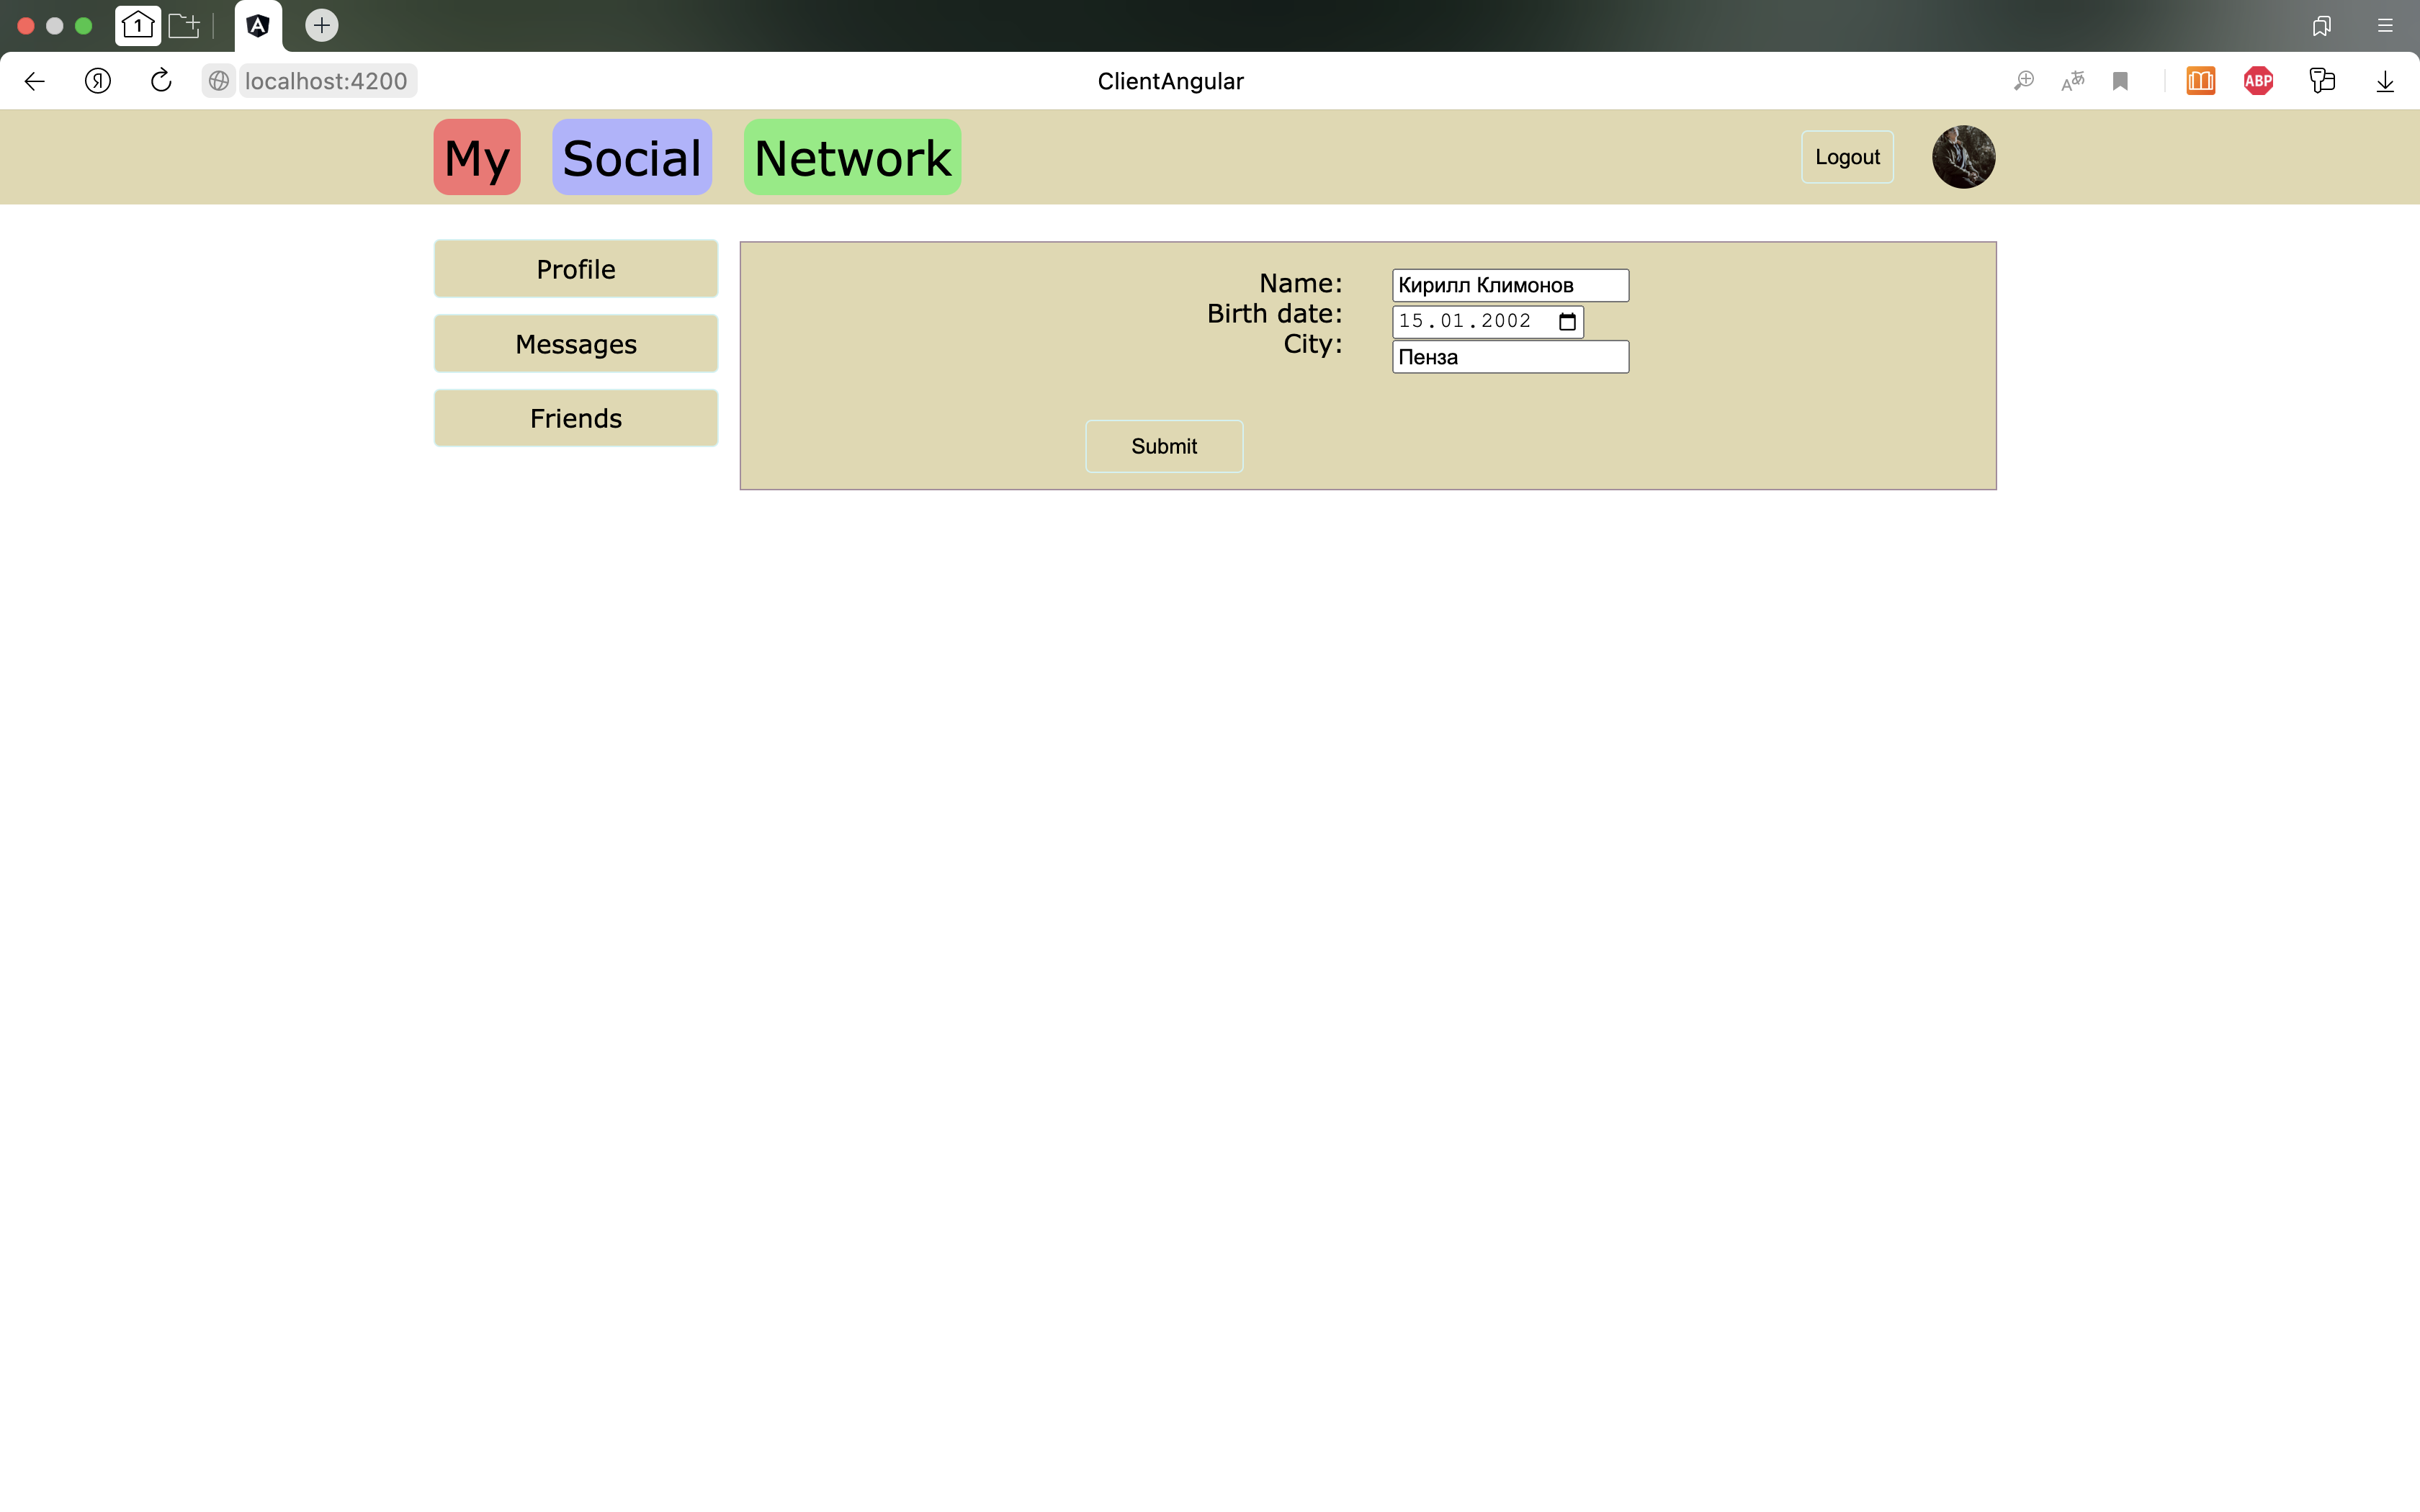 1
localhost:4200
ClientAngular
ABP
My Social Network
Logout
Profile
Messages
Friends
Name: Кирилл Климонов
Birth date: 15.01.2002
City: Пенза
Submit